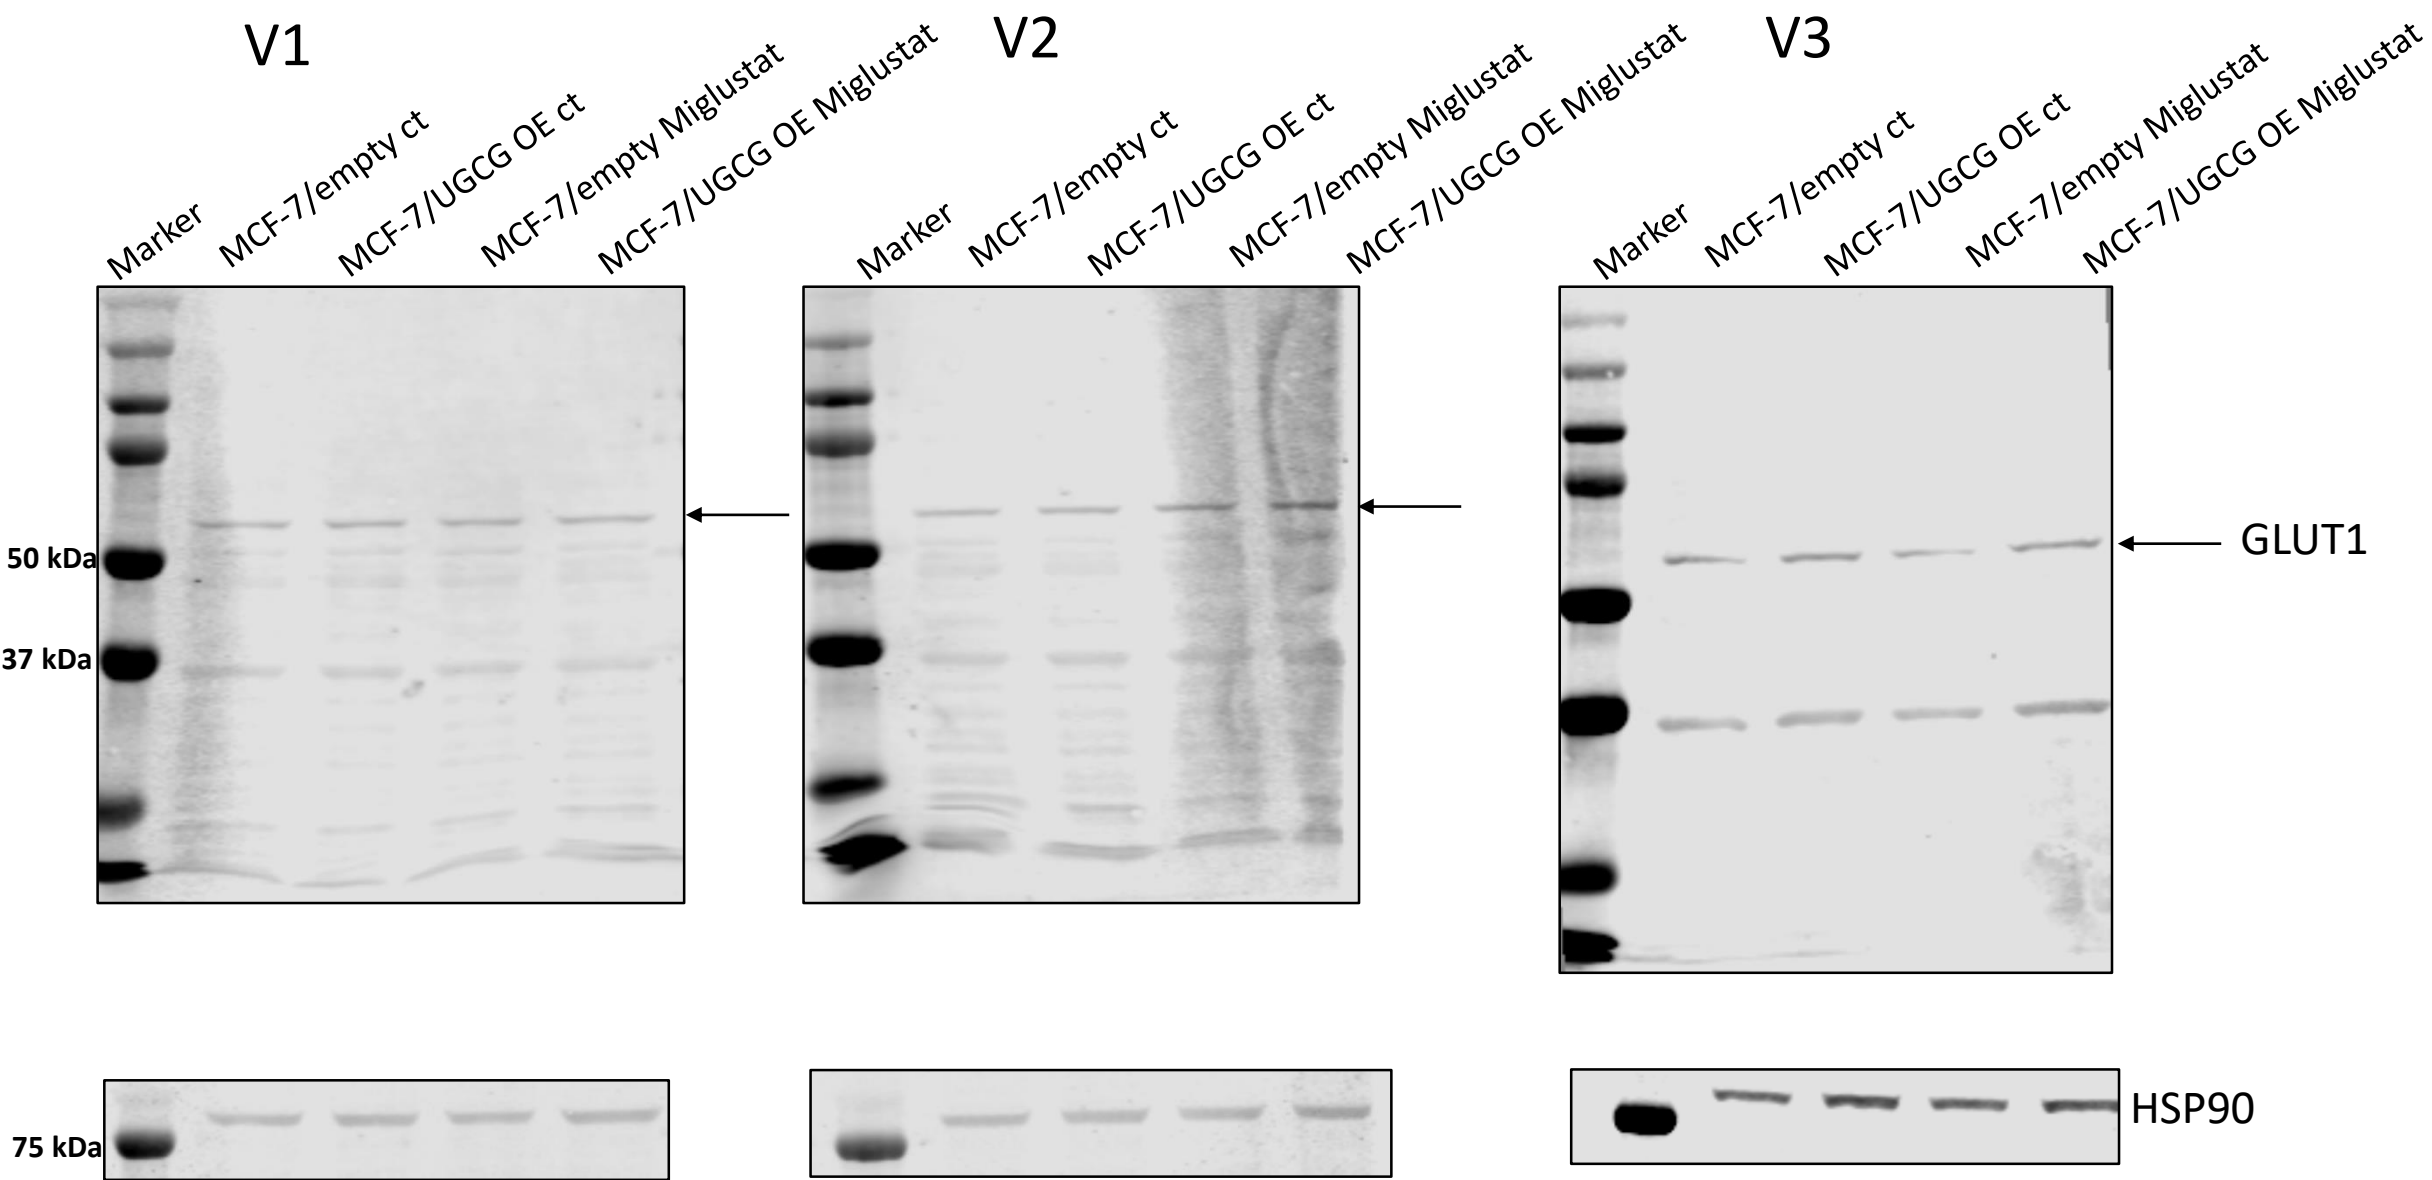 V1
V2
V3
Marker
MCF-7/empty ct
MCF-7/UGCG OE ct
MCF-7/empty Miglustat
MCF-7/UGCG OE Miglustat
Marker
MCF-7/empty ct
MCF-7/UGCG OE ct
MCF-7/empty Miglustat
MCF-7/UGCG OE Miglustat
Marker
MCF-7/empty ct
MCF-7/UGCG OE ct
MCF-7/empty Miglustat
MCF-7/UGCG OE Miglustat
50 kDa
37 kDa
GLUT1
75 kDa
HSP90